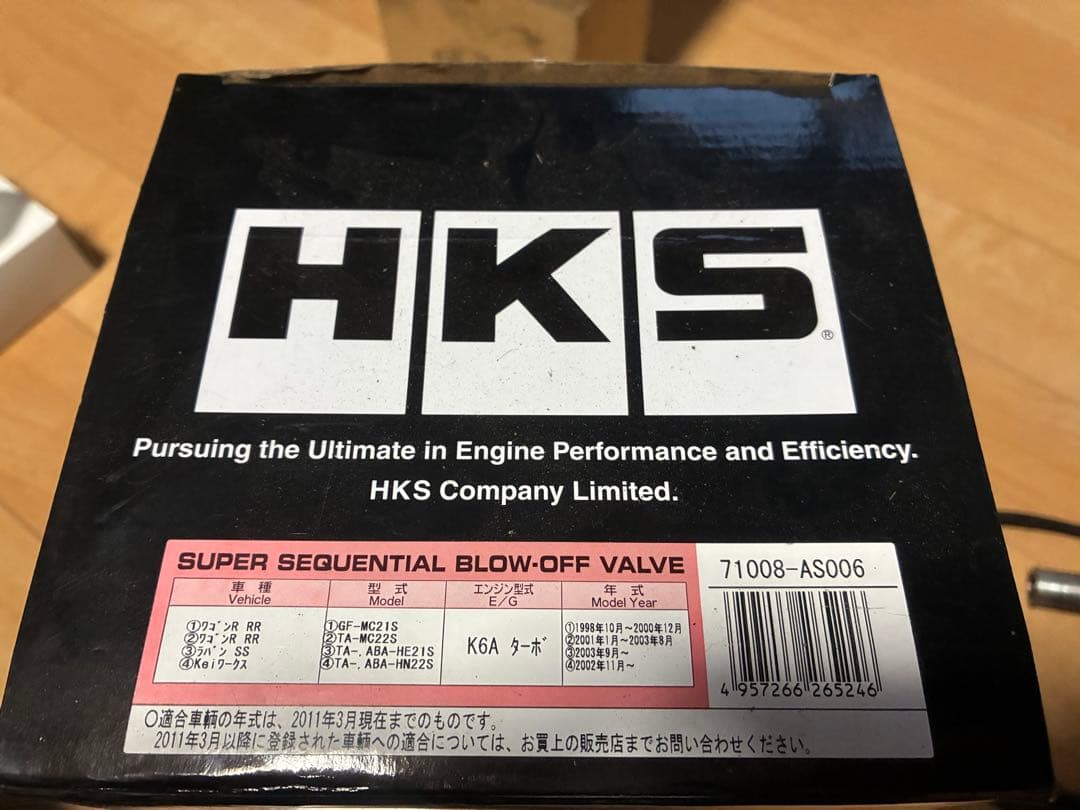 HKS®
Pursuing the Ultimate in Engine Performance and Efficiency.
HKS Company Limited.
SUPER SEQUENTIAL BLOW-OFF VALVE
71008-AS006
車種 型式 エンジン型式 年式
Vehicle Model E/G Model Year
①ﾜｺﾞﾝR RR ①GF-MC21S ①1998年10月～2000年12月
②ﾜｺﾞﾝR RR ②TA-MC22S ②2001年1月～2003年8月
K6A ﾀｰﾎﾞ
③ﾗﾊﾟﾝ SS ③TA-.ABA-HE21S ③2003年9月～
④Keiﾜｰｸｽ ④TA-.ABA-HN22S ④2002年11月～
4 957266 265246
○適合車輌の年式は、2011年3月現在までのものです。
2011年3月以降に登録された車輌への適合については、お買上の販売店までお問い合わせください。